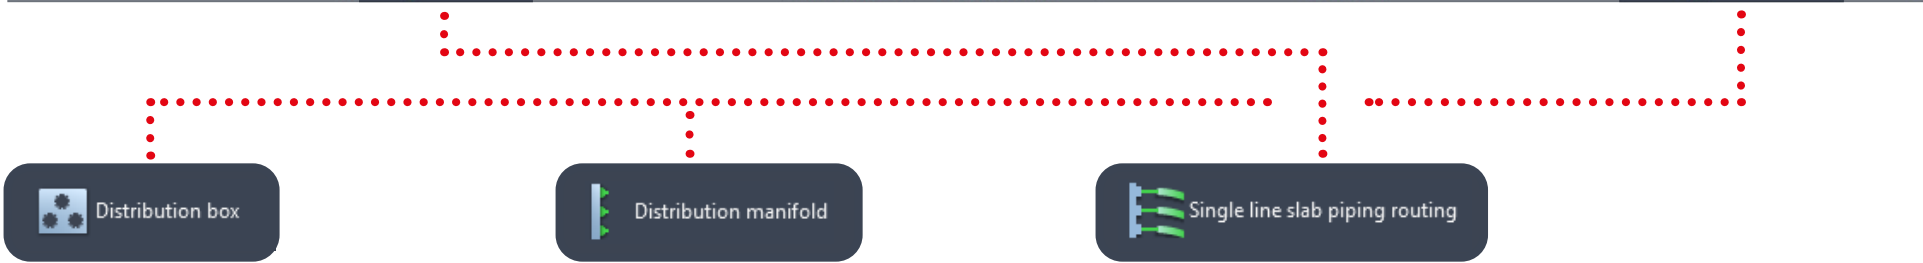 Distribution box
Distribution manifold
Single line slab piping routing